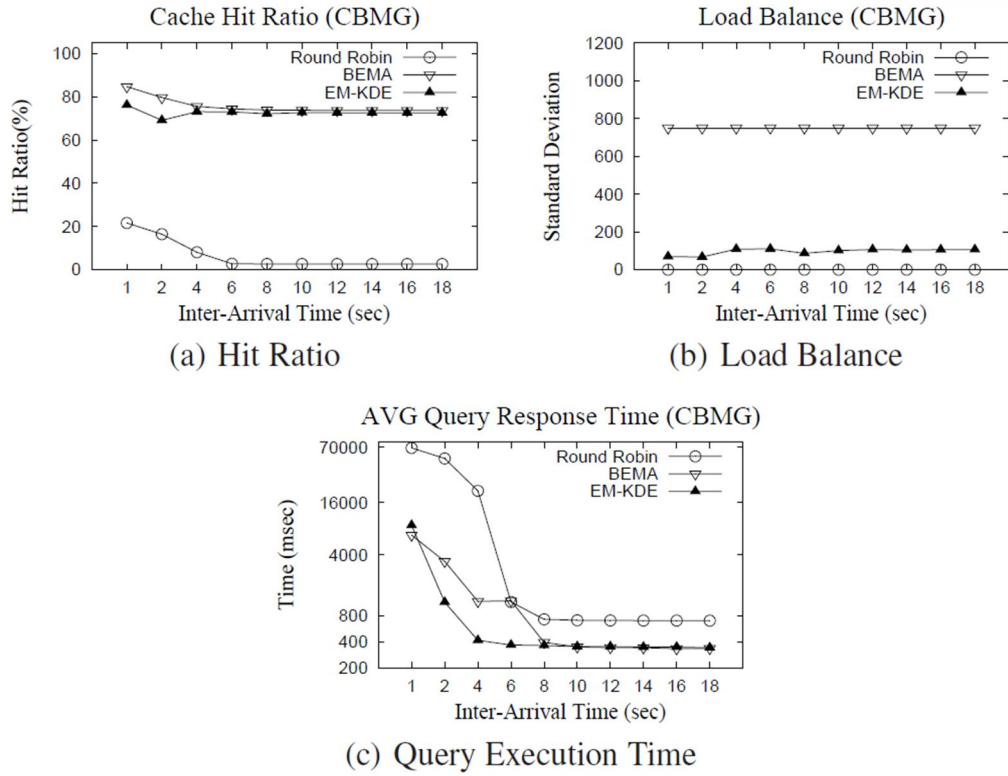 Cache Hit Ratio (CBMG)
100
80
60
40
20
0
Hit Ratio(%)
Round Robin
BEMA
EM-KDE
1 2 4 6 8 10 12 14 16 18
Inter-Arrival Time (sec)
(a) Hit Ratio
Load Balance (CBMG)
1200
1000
800
600
400
200
0
Standard Deviation
Round Robin
BEMA
EM-KDE
1 2 4 6 8 10 12 14 16 18
Inter-Arrival Time (sec)
(b) Load Balance
AVG Query Response Time (CBMG)
70000
16000
4000
800
400
200
Time (msec)
Round Robin
BEMA
EM-KDE
1 2 4 6 8 10 12 14 16 18
Inter-Arrival Time (sec)
(c) Query Execution Time